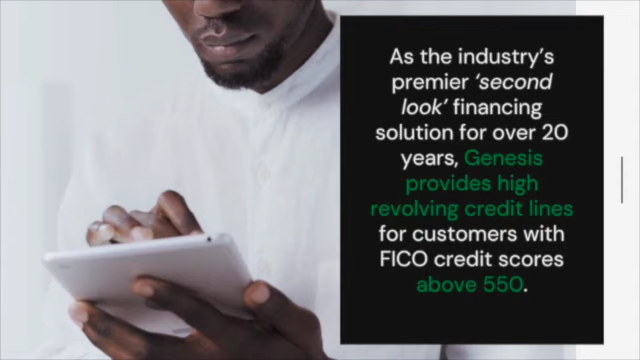 As the industry's
premier ‘second
look’ financing
solution for over 20
years, Genesis
provides high
revolving credit lines
for customers with
FICO credit scores
above 550.